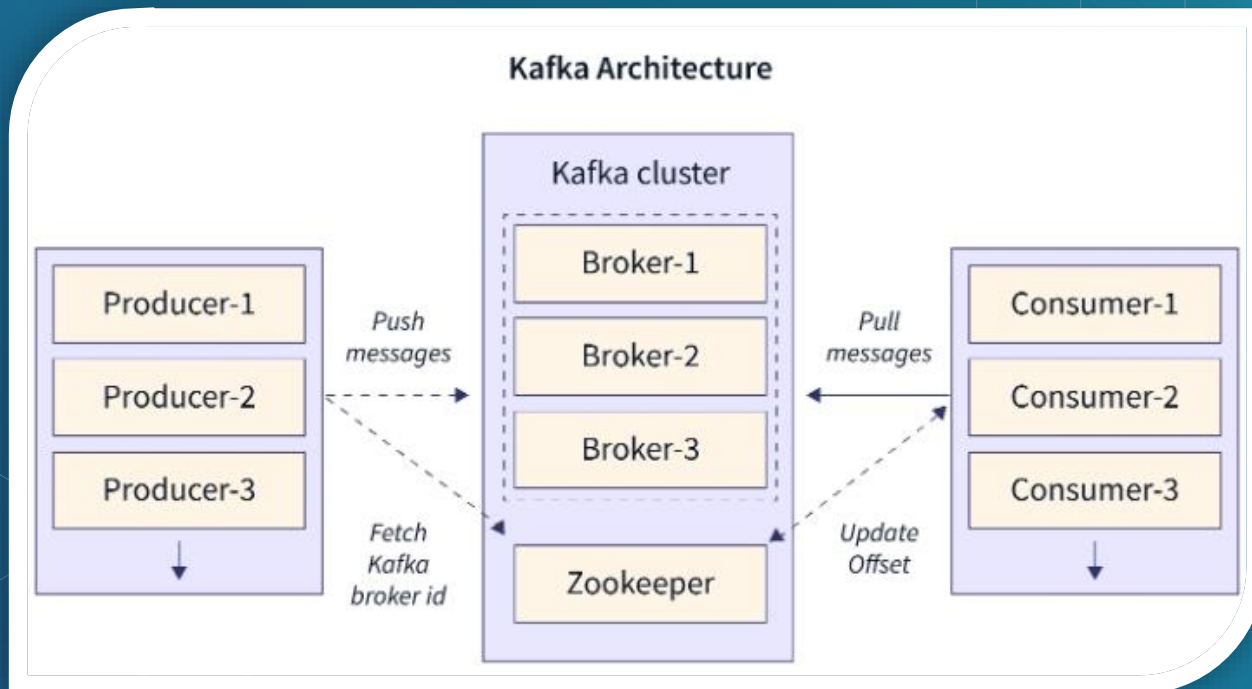 Kafka Architecture
Kafka cluster
Producer-1
Producer-2
Producer-3
Push
messages
Fetch
Kafka
broker id
Broker-1
Broker-2
Broker-3
Zookeeper
Pull
messages
Update
Offset
Consumer-1
Consumer-2
Consumer-3